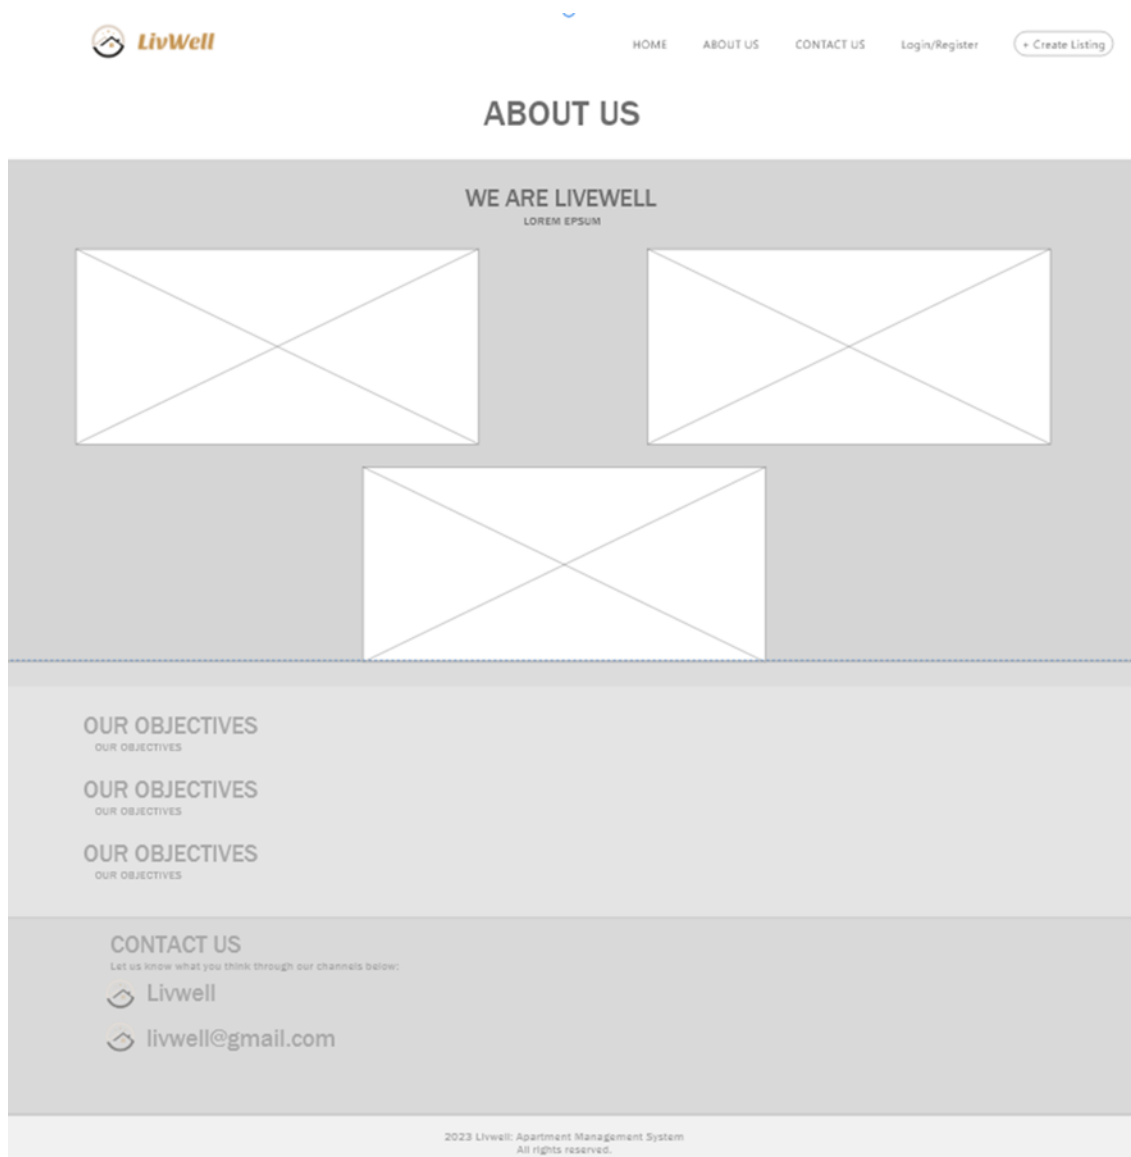 LivWell
HOME ABOUT US CONTACT US Login/Register + Create Listing
ABOUT US
WE ARE LIVEWELL
LOREM EPSUM
OUR OBJECTIVES
OUR OBJECTIVES
OUR OBJECTIVES
OUR OBJECTIVES
OUR OBJECTIVES
OUR OBJECTIVES
CONTACT US
Let us know what you think through our channels below:
Livwell
livwell@gmail.com
2023 Livwell: Apartment Management System
All rights reserved.